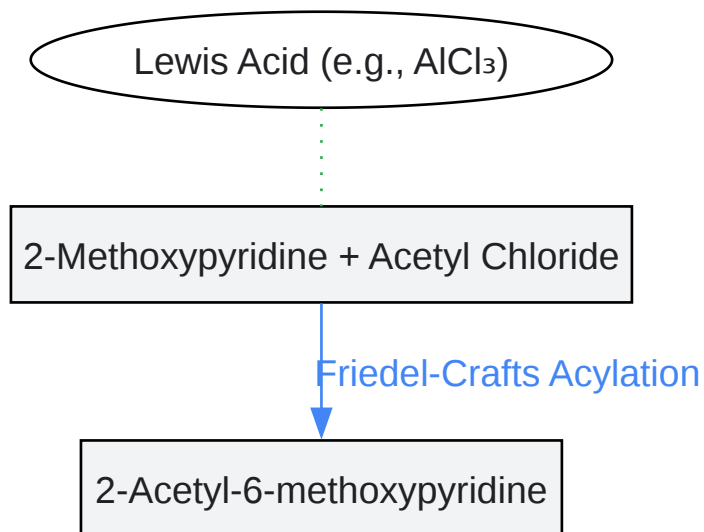 Lewis Acid (e.g., AlCl₃)
2-Methoxypyridine + Acetyl Chloride
Friedel-Crafts Acylation
2-Acetyl-6-methoxypyridine